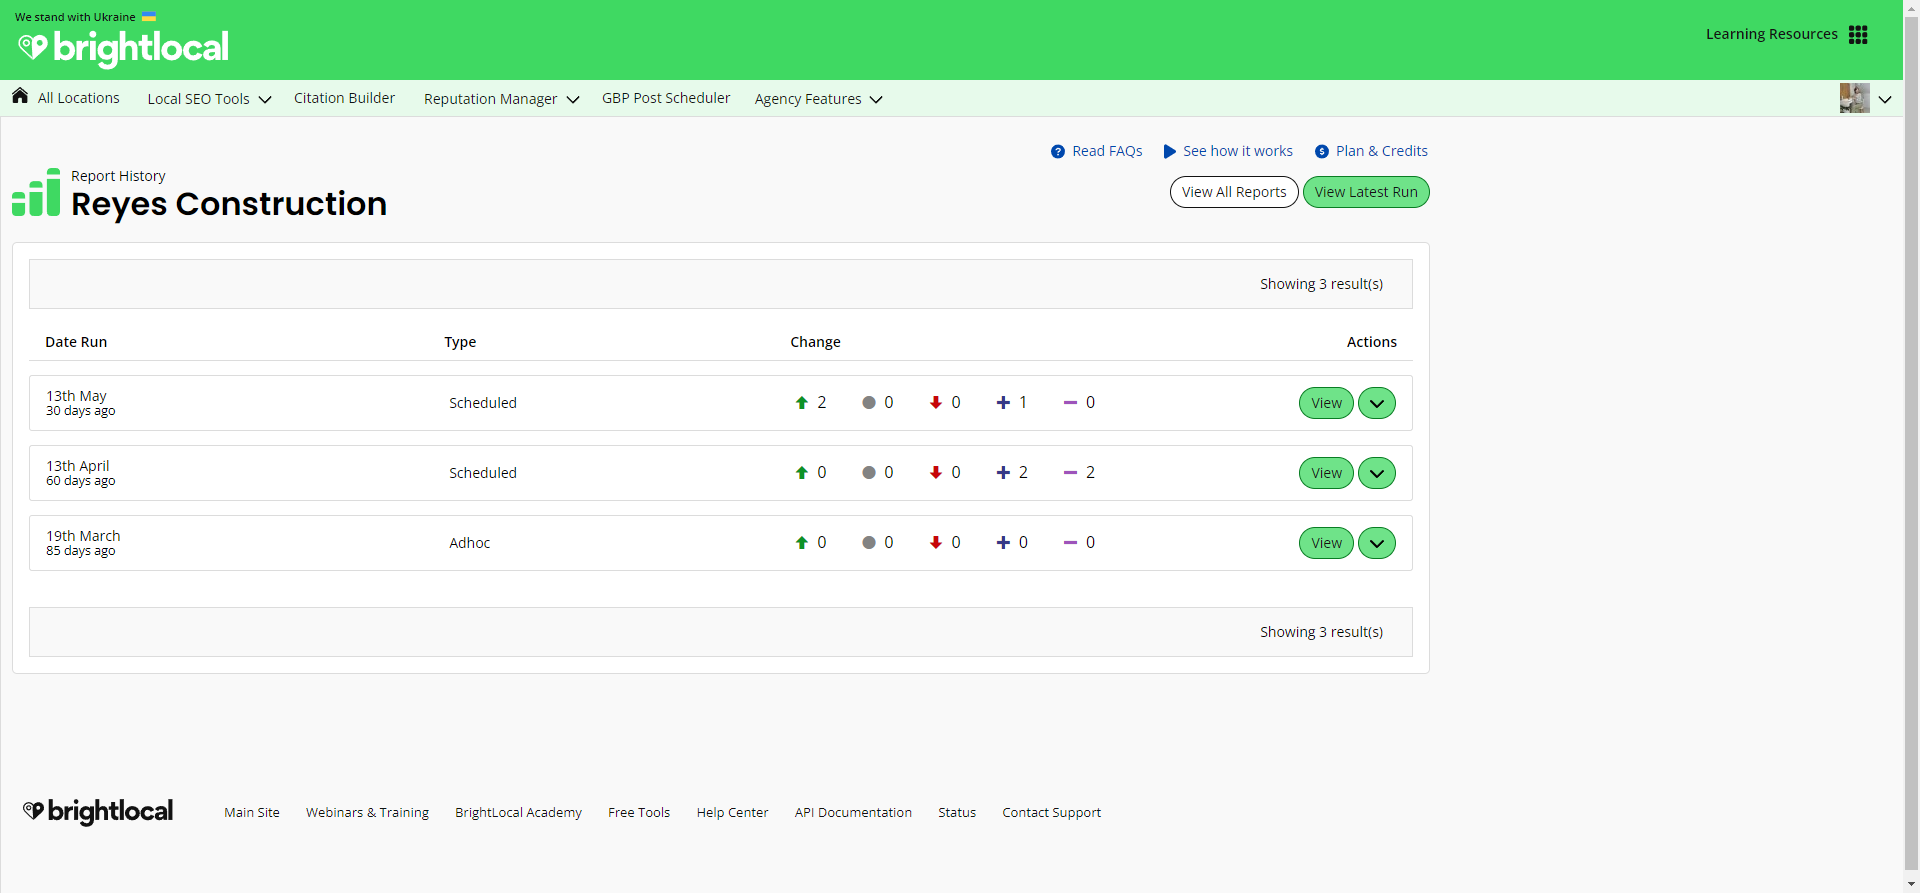 We stand with Ukraine
brightlocal
Learning Resources
All Locations
Local SEO Tools
Citation Builder
Reputation Manager
GBP Post Scheduler
Agency Features
Read FAQs
See how it works
Plan & Credits
Report History
Reyes Construction
View All Reports
View Latest Run
Showing 3 result(s)
Date Run Type Change Actions
13th May
30 days ago
Scheduled 2 0 0 1 0 View
13th April
60 days ago
Scheduled 0 0 0 2 2 View
19th March
85 days ago
Adhoc 0 0 0 0 0 View
Showing 3 result(s)
brightlocal
Main Site
Webinars & Training
BrightLocal Academy
Free Tools
Help Center
API Documentation
Status
Contact Support